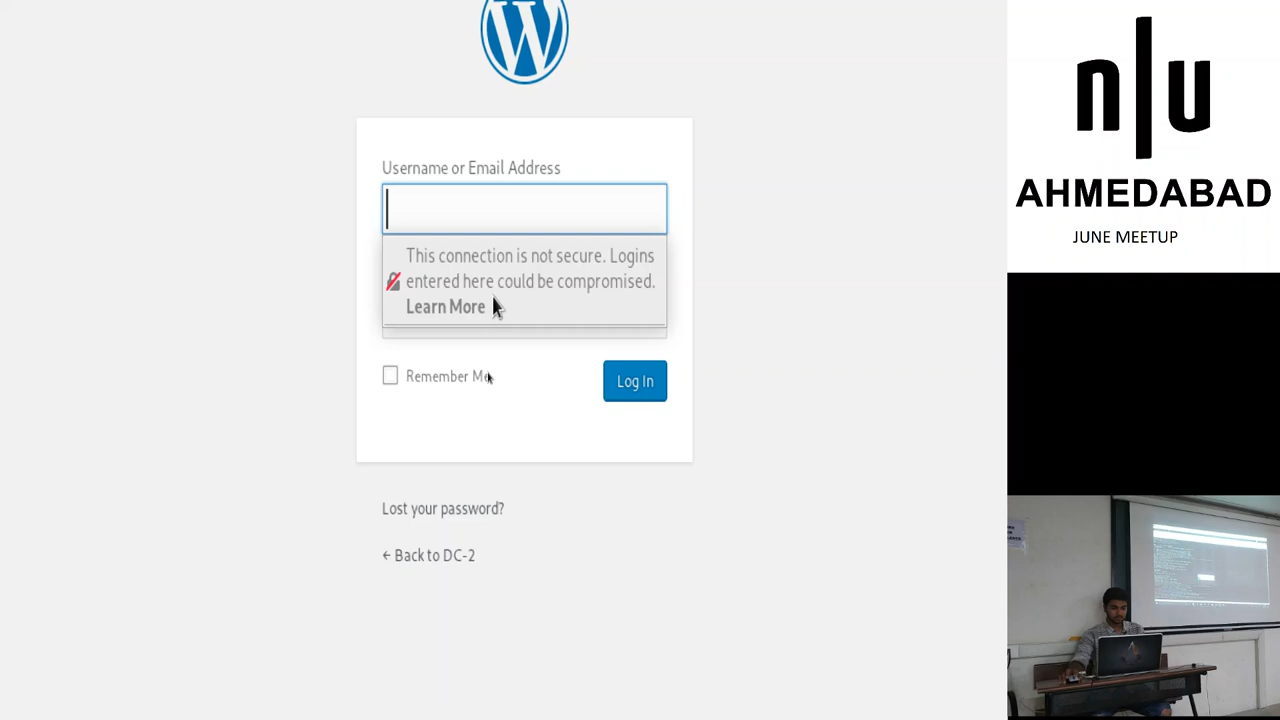 Username or Email Address
This connection is not secure. Logins
entered here could be compromised.
Learn More
Remember Me
Log In
Lost your password?
← Back to DC-2
n|u
AHMEDABAD
JUNE MEETUP